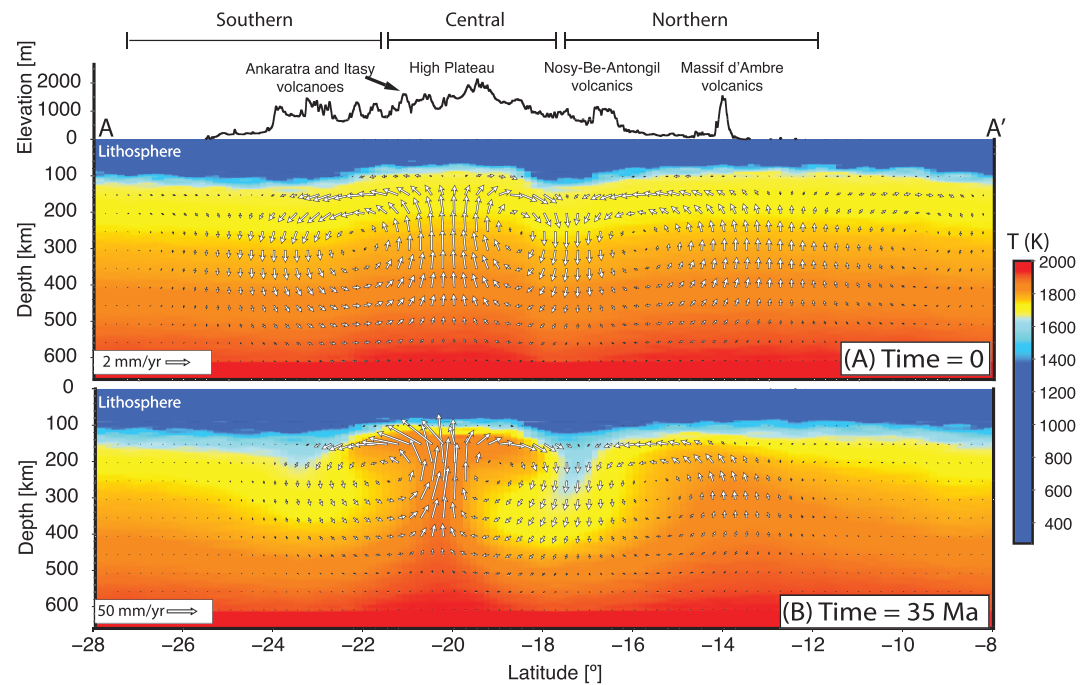 Southern Central Northern
Elevation [m]
2000
1000
0
Ankaratra and Itasy
volcanoes
High Plateau
Nosy-Be-Antongil
volcanics
Massif d’Ambre
volcanics
A A’
Lithosphere
Depth [km]
100
200
300
400
500
600
2 mm/yr
(A) Time = 0
T (K)
2000
1800
1600
1400
1200
1000
800
600
400
Lithosphere
Depth [km]
0
100
200
300
400
500
600
50 mm/yr
(B) Time = 35 Ma
−28 −26 −24 −22 −20 −18 −16 −14 −12 −10 −8
Latitude [º]